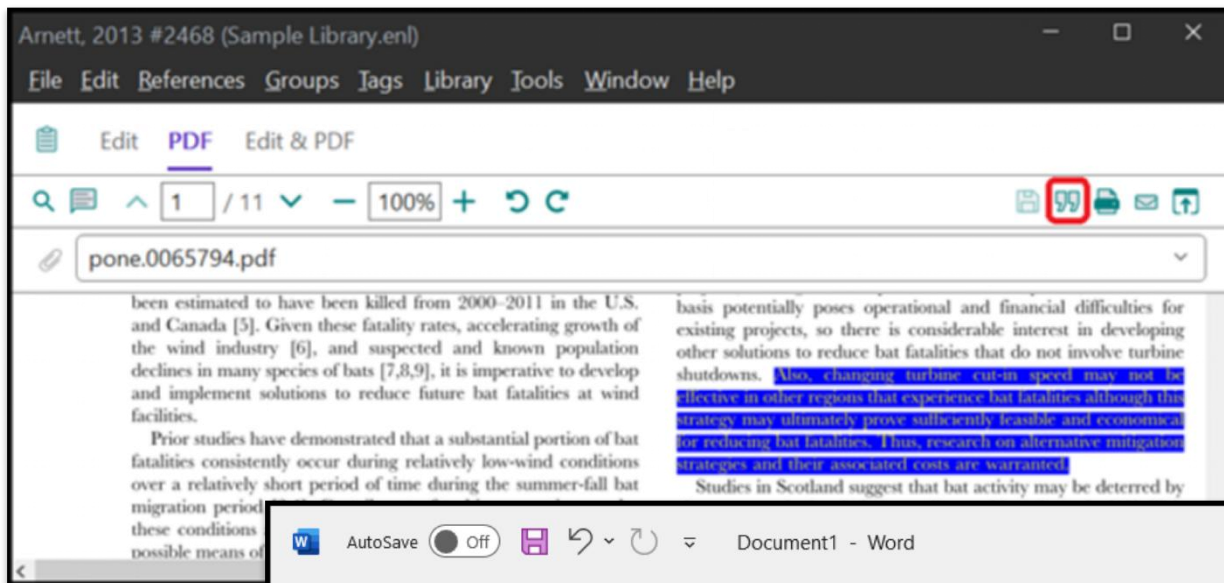 Arnett, 2013 #2468 (Sample Library.enl)
File Edit References Groups Tags Library Tools Window Help
Edit PDF Edit & PDF
1 / 11 100%
pone.0065794.pdf
been estimated to have been killed from 2000–2011 in the U.S.
and Canada [5]. Given these fatality rates, accelerating growth of
the wind industry [6], and suspected and known population
declines in many species of bats [7,8,9], it is imperative to develop
and implement solutions to reduce future bat fatalities at wind
facilities.
Prior studies have demonstrated that a substantial portion of bat
fatalities consistently occur during relatively low-wind conditions
over a relatively short period of time during the summer-fall bat
migration period
these conditions
possible means of
basis potentially poses operational and financial difficulties for
existing projects, so there is considerable interest in developing
other solutions to reduce bat fatalities that do not involve turbine
shutdowns. Also, changing turbine cut-in speed may not be
effective in other regions that experience bat fatalities although this
strategy may ultimately prove sufficiently feasible and economical
for reducing bat fatalities. Thus, research on alternative mitigation
strategies and their associated costs are warranted.
Studies in Scotland suggest that bat activity may be deterred by
W AutoSave Off Document1 - Word